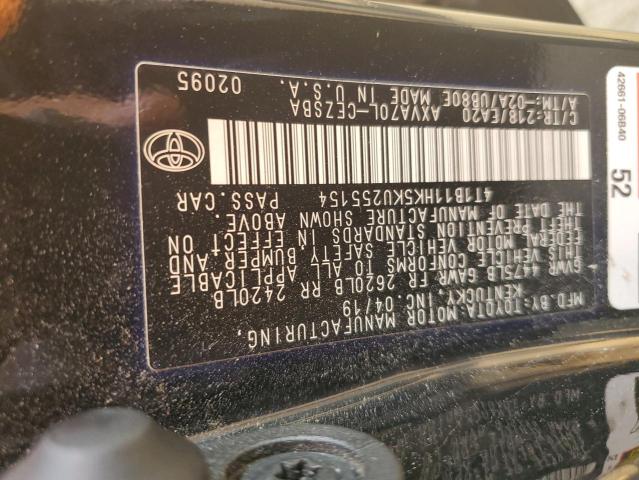 MFD.BY: TOYOTA MOTOR MANUFACTURING,
KENTUCKY, INC. 04/19
GVWR 4475LB GAWR FR 2620LB RR 2420LB
THIS VEHICLE CONFORMS TO ALL APPLICABLE
FEDERAL MOTOR VEHICLE SAFETY BUMPER AND
THEFT PREVENTION STANDARDS IN EFFECT ON
THE DATE OF MANUFACTURE SHOWN ABOVE.
4T1B11HK5KU255154 PASS.CAR
C/TR:218/EA20 AXVA70L-CEZSBA 02095
A/TM:-02A/UB80E MADE IN U.S.A.
42661-06B40
52